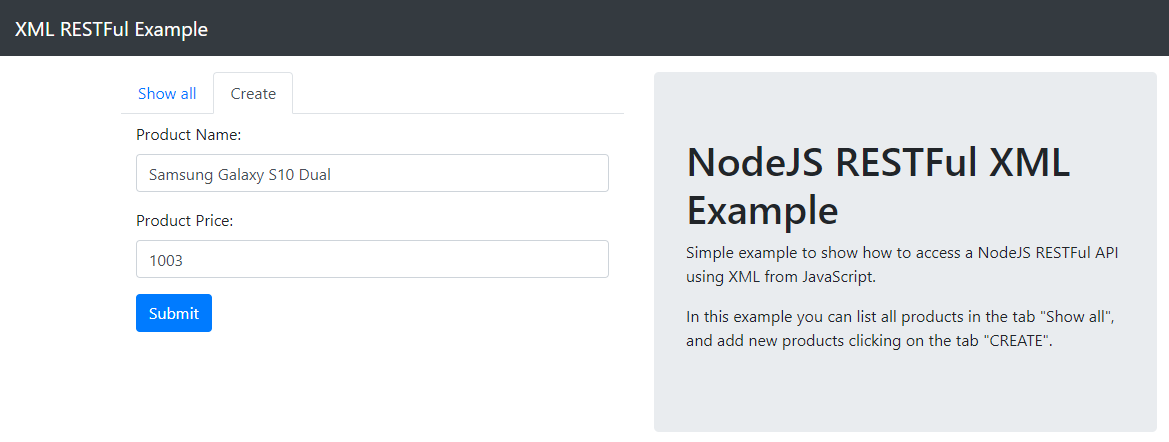 XML RESTFul Example
Show all
Create
Product Name:
Samsung Galaxy S10 Dual
Product Price:
1003
Submit
NodeJS RESTFul XML
Example
Simple example to show how to access a NodeJS RESTFul API
using XML from JavaScript.
In this example you can list all products in the tab "Show all",
and add new products clicking on the tab "CREATE".